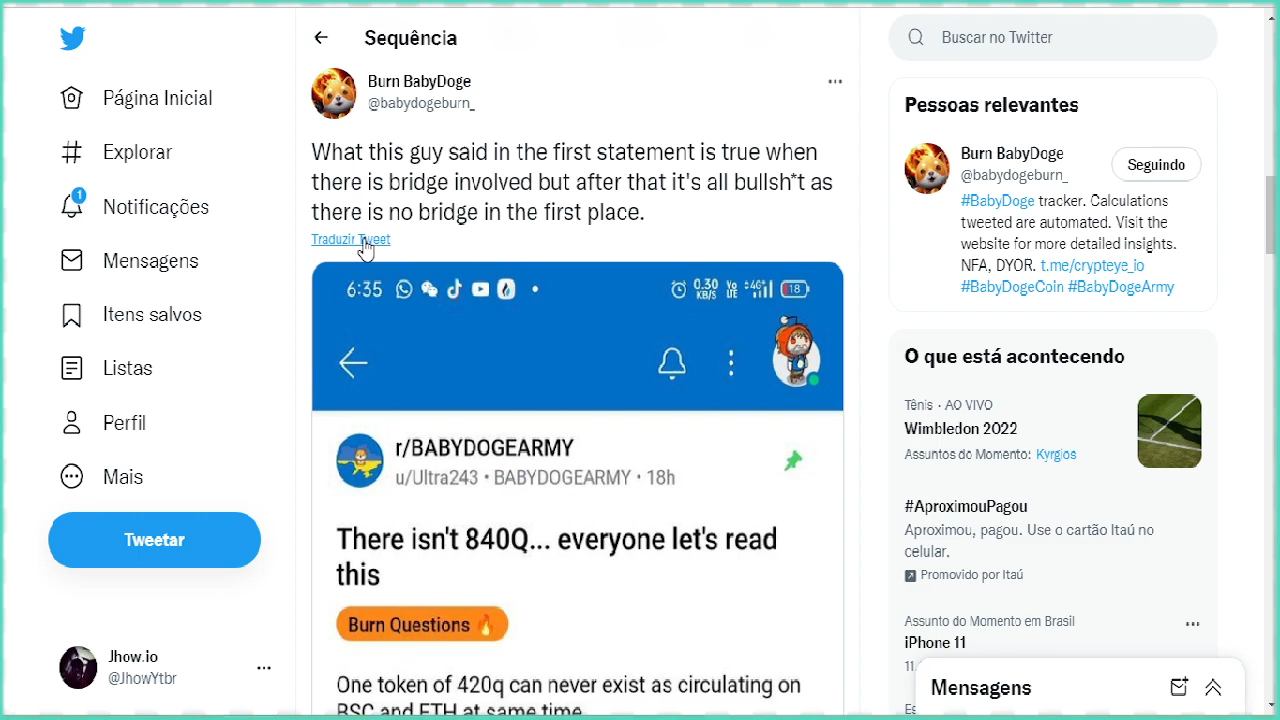 Sequência
Buscar no Twitter
Página Inicial
Explorar
1
Notificações
Mensagens
Itens salvos
Listas
Perfil
Mais
Tweetar
Jhow.io
@JhowYtbr
Burn BabyDoge
@babydogeburn_
What this guy said in the first statement is true when
there is bridge involved but after that it's all bullsh*t as
there is no bridge in the first place.
Traduzir Tweet
6:35
0.30
KB/S
Vo
LTE
4G
18
r/BABYDOGEARMY
u/Ultra243 • BABYDOGEARMY • 18h
There isn't 840Q... everyone let's read
this
Burn Questions
One token of 420q can never exist as circulating on
BSC and ETH at same time
Pessoas relevantes
Burn BabyDoge
@babydogeburn_
Seguindo
#BabyDoge tracker. Calculations
tweeted are automated. Visit the
website for more detailed insights.
NFA, DYOR. t.me/crypteye_io
#BabyDogeCoin #BabyDogeArmy
O que está acontecendo
Tênis · AO VIVO
Wimbledon 2022
Assuntos do Momento: Kyrgios
#AproximouPagou
Aproximou, pagou. Use o cartão Itaú no
celular.
Promovido por Itaú
Assunto do Momento em Brasil
iPhone 11
Mensagens